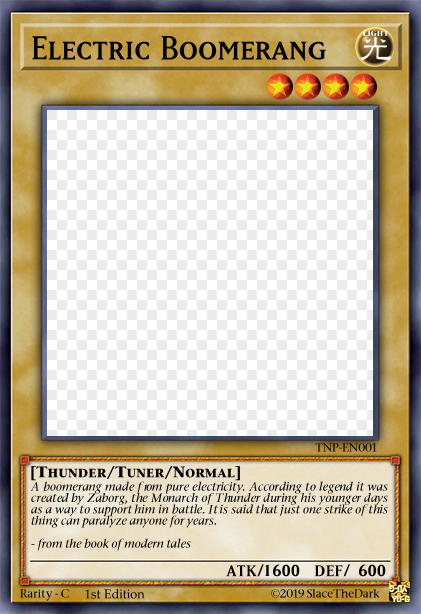 Electric Boomerang
LIGHT
光
TNP-EN001
[Thunder/Tuner/Normal]
A boomerang made from pure electricity. According to legend it was
created by Zaborg, the Monarch of Thunder during his younger days
as a way to support him in battle. It is said that just one strike of this
thing can paralyze anyone for years.
- from the book of modern tales
ATK/1600 DEF/ 600
Rarity - C 1st Edition ©2019 SlaceTheDark